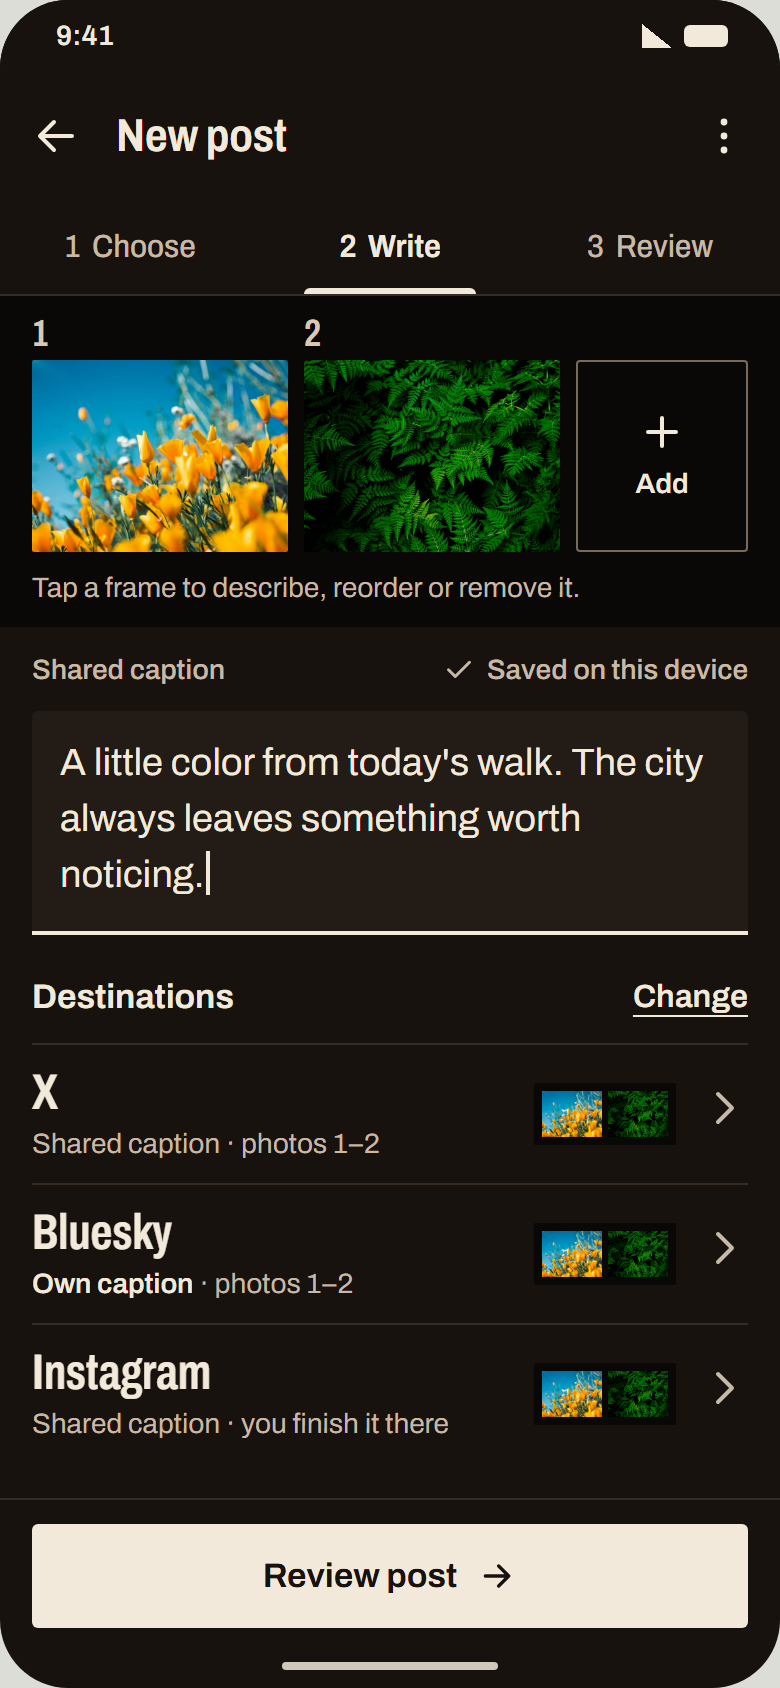 9:41
New post
1 Choose
2 Write
3 Review
1
2
Add
Tap a frame to describe, reorder or remove it.
Shared caption
Saved on this device
A little color from today's walk. The city
always leaves something worth
noticing.
Destinations
Change
X
Shared caption · photos 1–2
Bluesky
Own caption · photos 1–2
Instagram
Shared caption · you finish it there
Review post